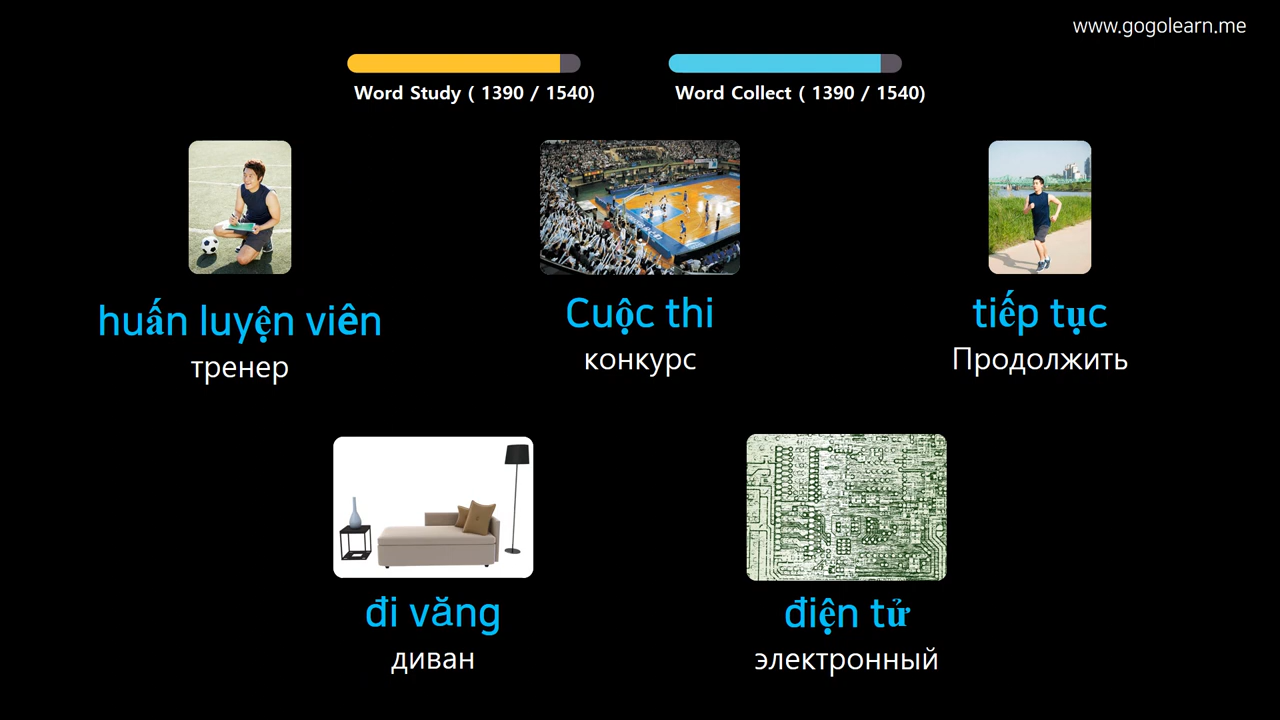 www.gogolearn.me
Word Study ( 1390 / 1540)
Word Collect ( 1390 / 1540)
huấn luyện viên
тренер
Cuộc thi
конкурс
tiếp tục
Продолжить
đi văng
диван
điện tử
электронный